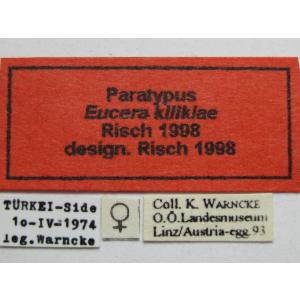 Paratypus
Eucera kilikiae
Risch 1998
design. Risch 1998
TÜRKEI-Side
1o-IV-1974
leg.Warncke
♀
Coll. K. WARNCKE
O.Ö.Landesmuseum
Linz/Austria-egg.93